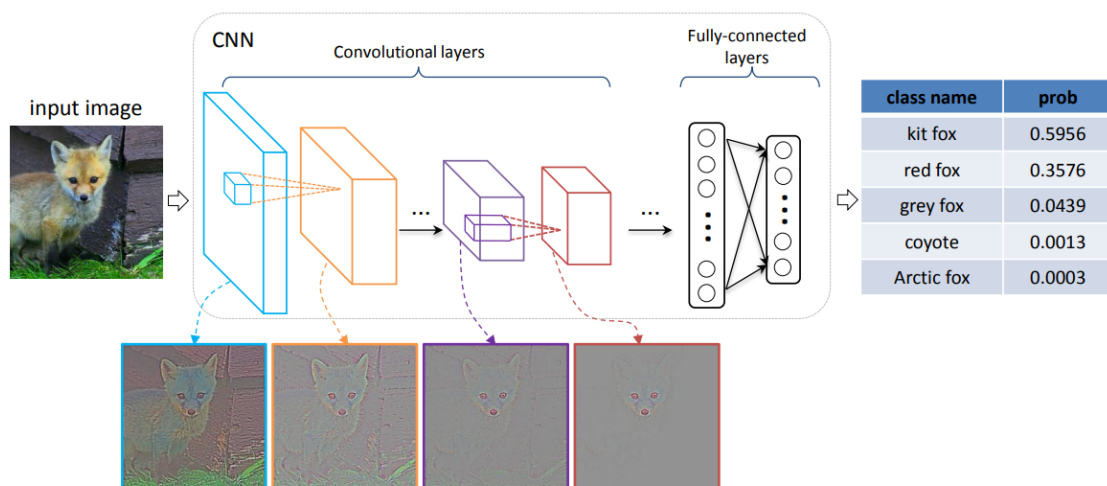 CNN
Convolutional layers
Fully-connected
layers
input image
...
...
class name prob
kit fox 0.5956
red fox 0.3576
grey fox 0.0439
coyote 0.0013
Arctic fox 0.0003